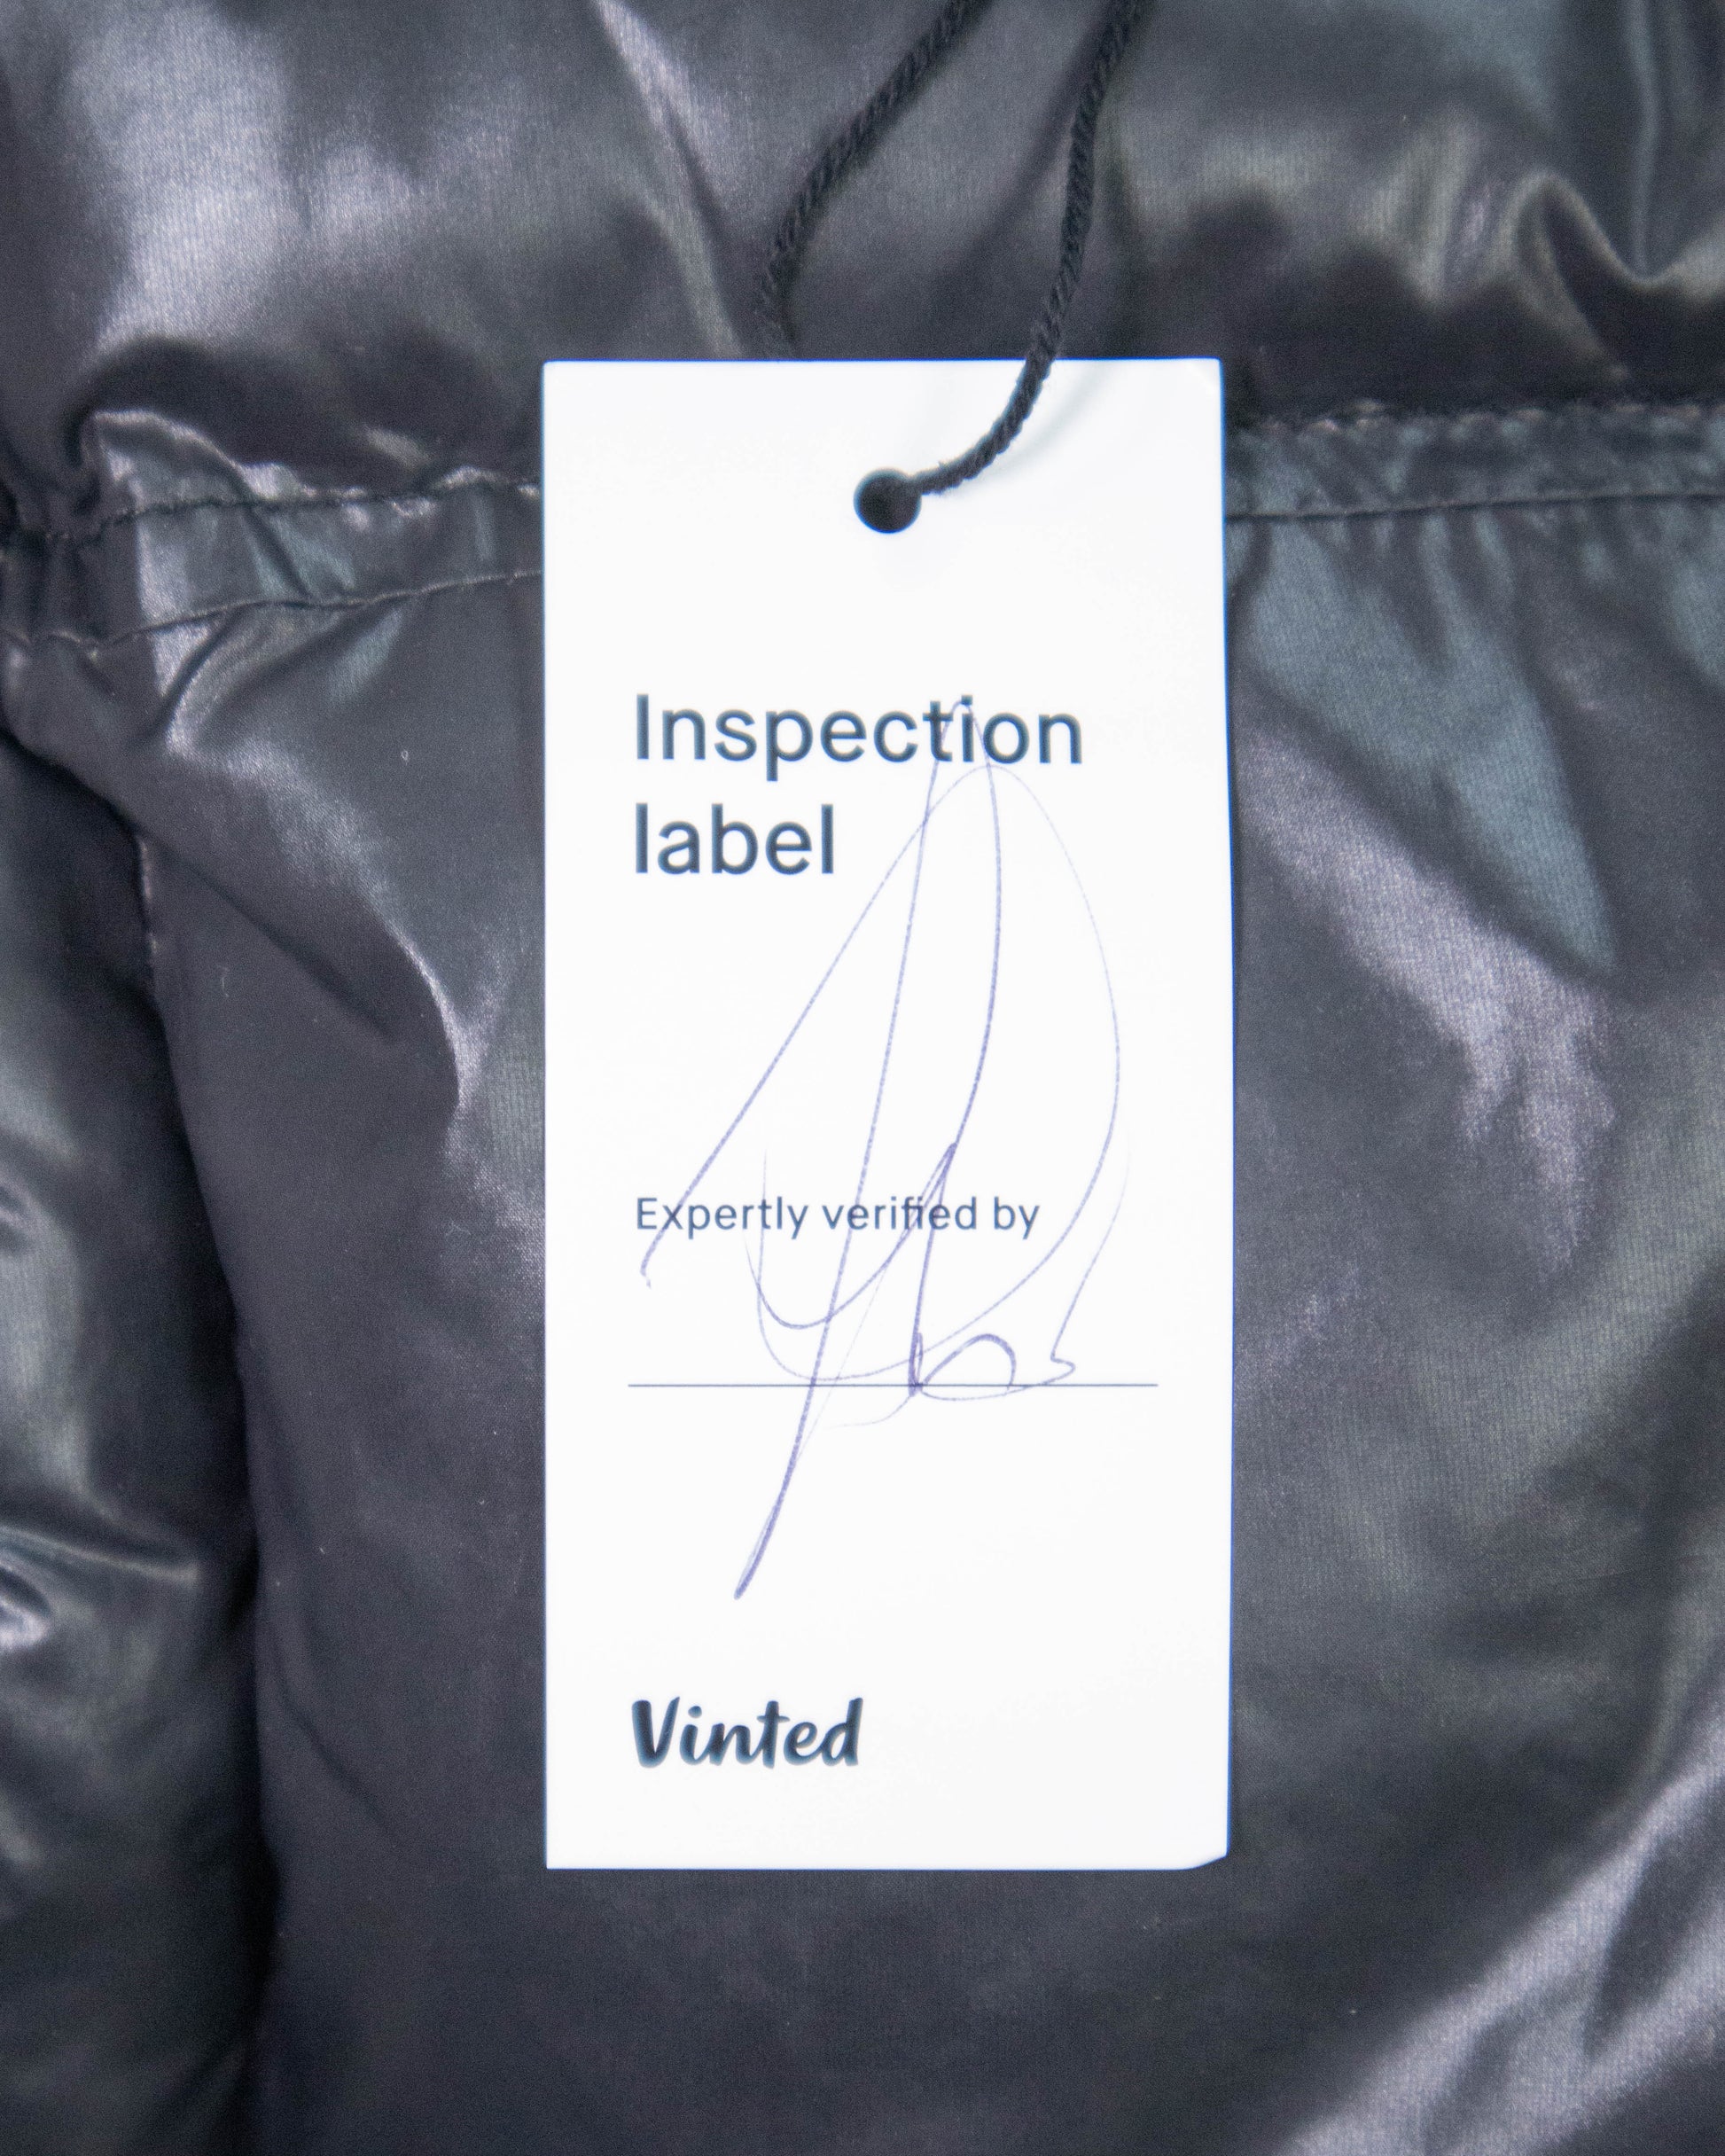 Inspection
label
Expertly verified by
Vinted